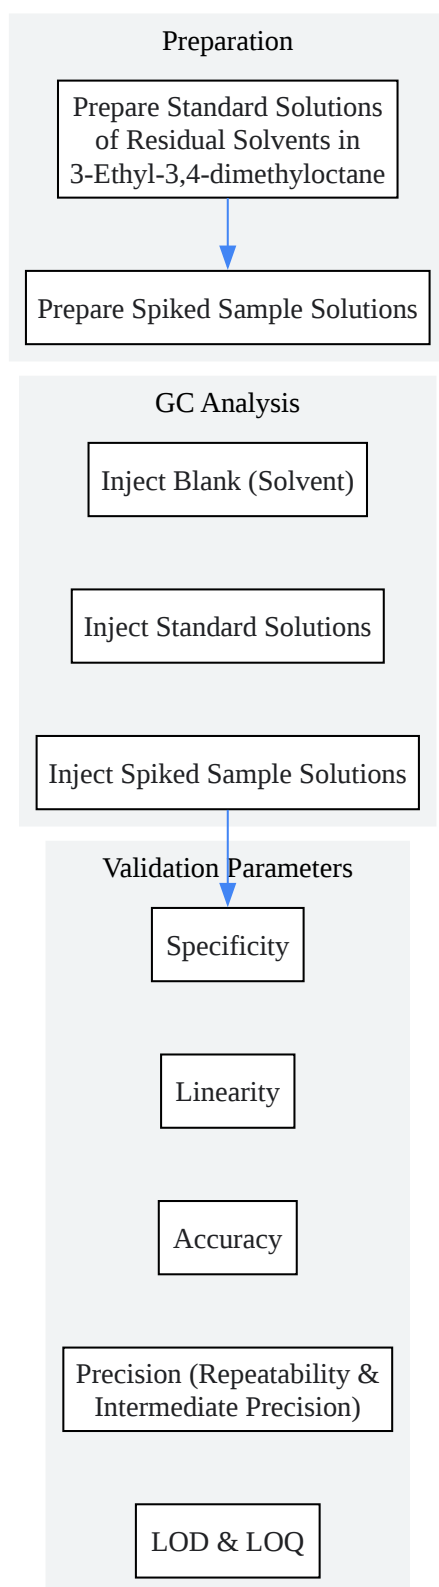 Preparation
Prepare Standard Solutions
of Residual Solvents in
3-Ethyl-3,4-dimethyloctane
Prepare Spiked Sample Solutions
GC Analysis
Inject Blank (Solvent)
Inject Standard Solutions
Inject Spiked Sample Solutions
Validation Parameters
Specificity
Linearity
Accuracy
Precision (Repeatability &
Intermediate Precision)
LOD & LOQ